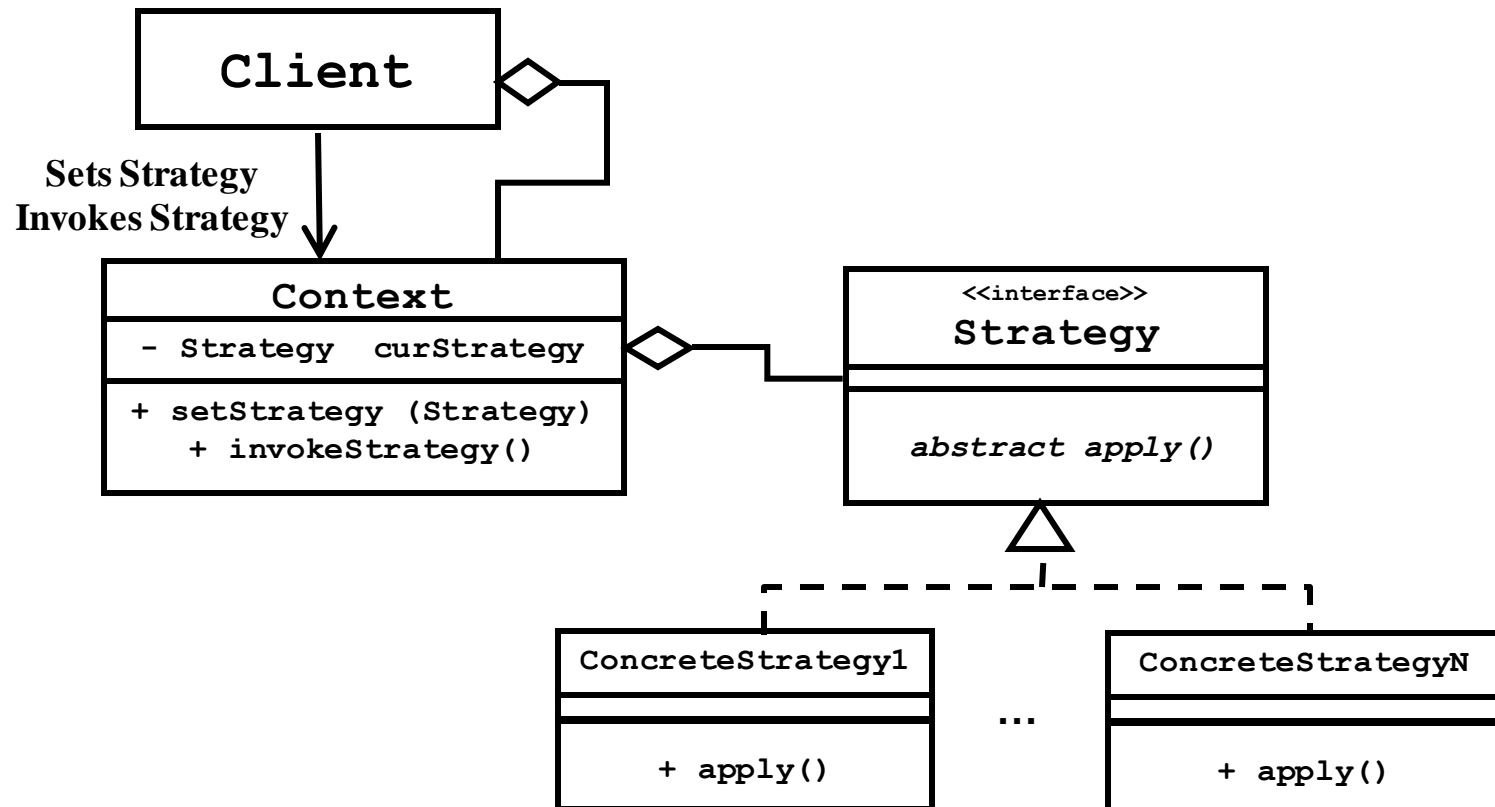 Client
Sets Strategy
Invokes Strategy
Context
- Strategy curStrategy
+ setStrategy (Strategy)
+ invokeStrategy()
<<interface>>
Strategy
abstract apply()
ConcreteStrategy1
+ apply()
...
ConcreteStrategyN
+ apply()